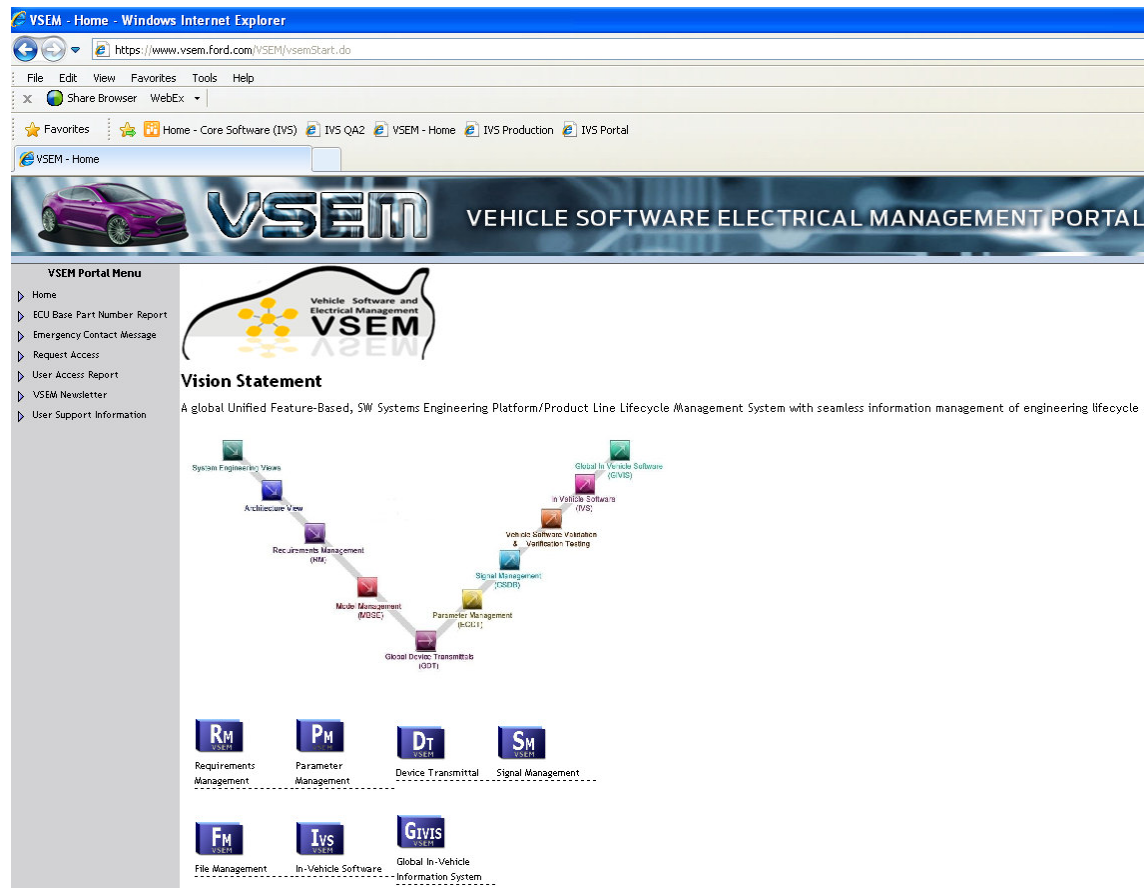 VSEM - Home - Windows Internet Explorer
https://www.vsem.ford.com/VSEM/vsemStart.do
File Edit View Favorites Tools Help
x Share Browser WebEx
Favorites Home - Core Software (IVS) IVS QA2 VSEM - Home IVS Production IVS Portal
VSEM - Home
VSEM VEHICLE SOFTWARE ELECTRICAL MANAGEMENT PORTAL
VSEM Portal Menu
Home
ECU Base Part Number Report
Emergency Contact Message
Request Access
User Access Report
VSEM Newsletter
User Support Information
Vehicle Software and
Electrical Management
VSEM
Vision Statement
A global Unified Feature-Based, SW Systems Engineering Platform/Product Line Lifecycle Management System with seamless information management of engineering lifecycle
System Engineering Views
Architecture View
Requirements Management
(RM)
Model Management
(MBSE)
Global Device Transmittals
(GDT)
Parameter Management
(ECCT)
Signal Management
(GSDB)
Vehicle Software Validation
& Verification Testing
In Vehicle Software
(IVS)
Global In Vehicle Software
(GIVIS)
RM
VSEM
Requirements
Management
PM
VSEM
Parameter
Management
DT
VSEM
Device Transmittal
SM
VSEM
Signal Management
FM
VSEM
File Management
IVS
VSEM
In-Vehicle Software
GIVIS
VSEM
Global In-Vehicle
Information System